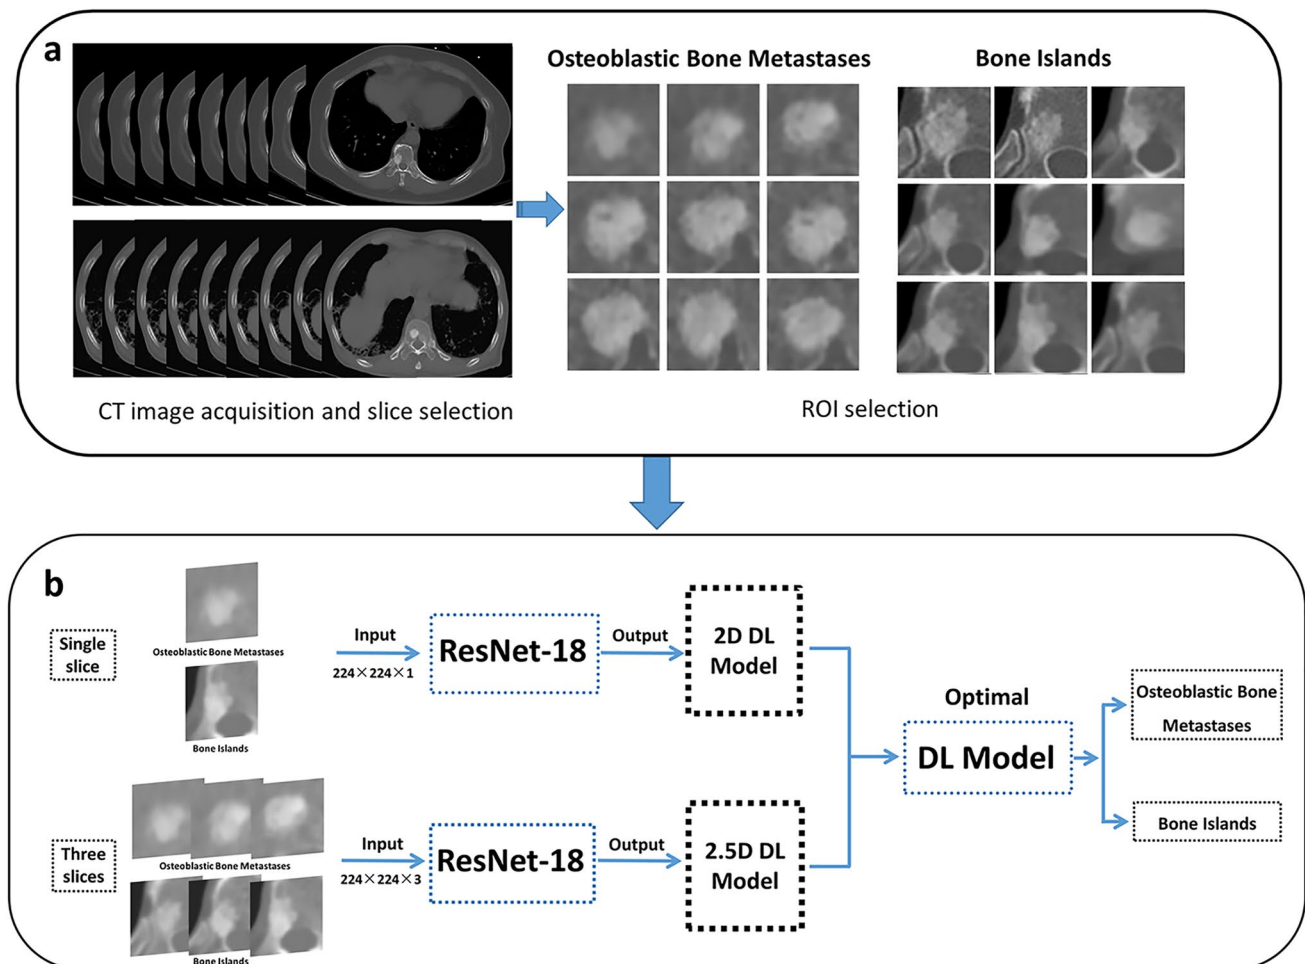 a
Osteoblastic Bone Metastases
Bone Islands
CT image acquisition and slice selection
ROI selection
b
Single
slice
Osteoblastic Bone Metastases
Bone Islands
Input
224×224×1
ResNet-18
Output
2D DL
Model
Three
slices
Osteoblastic Bone Metastases
Bone Islands
Input
224×224×3
ResNet-18
Output
2.5D DL
Model
Optimal
DL Model
Osteoblastic Bone
Metastases
Bone Islands